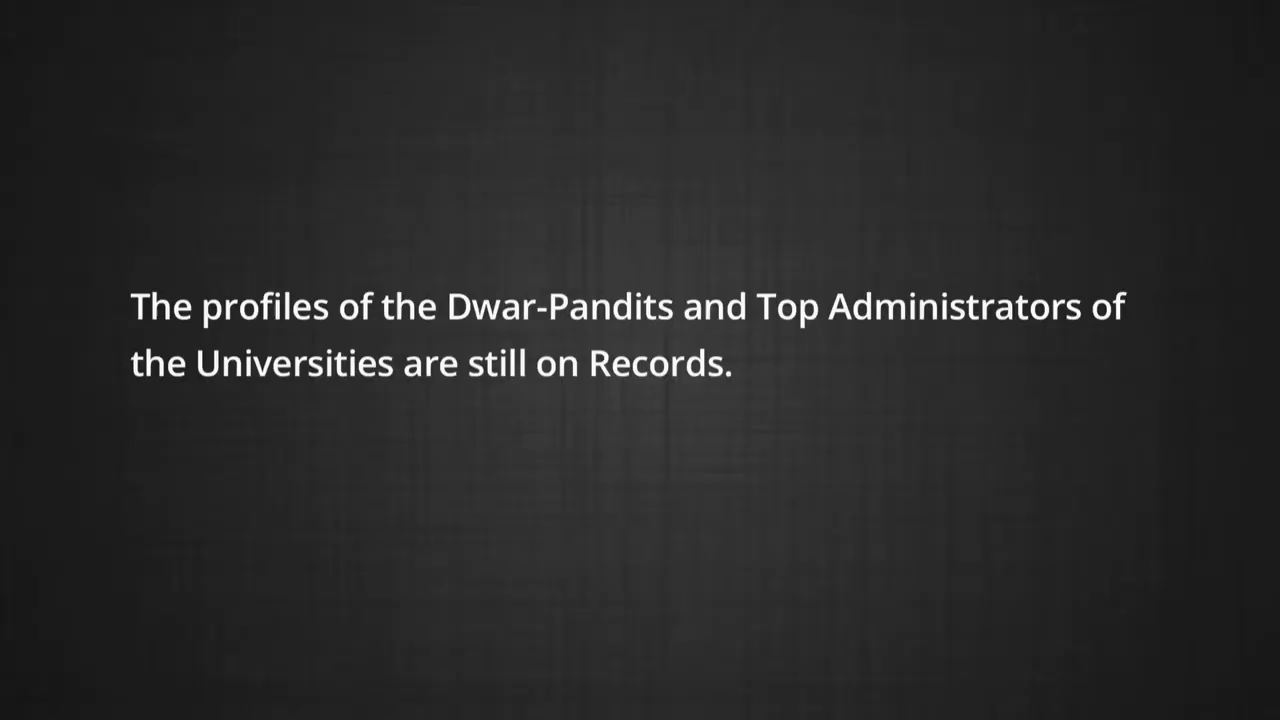 The profiles of the Dwar-Pandits and Top Administrators of
the Universities are still on Records.